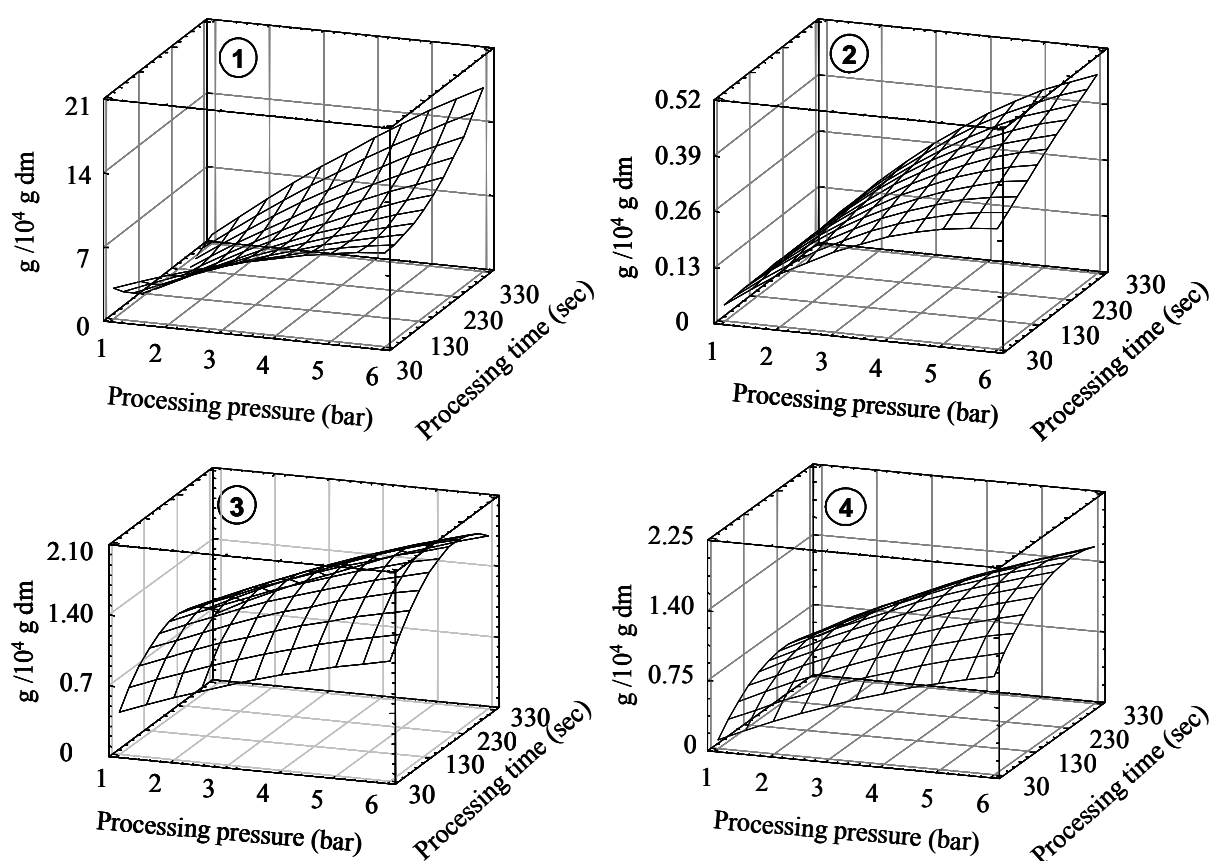 1
21
14
7
0
g /10⁴ g dm
1 2 3 4 5 6
Processing pressure (bar)
30 130 230 330
Processing time (sec)
2
0.52
0.39
0.26
0.13
0
g /10⁴ g dm
1 2 3 4 5 6
Processing pressure (bar)
30 130 230 330
Processing time (sec)
3
2.10
1.40
0.7
0
g /10⁴ g dm
1 2 3 4 5 6
Processing pressure (bar)
30 130 230 330
Processing time (sec)
4
2.25
1.40
0.75
0
g /10⁴ g dm
1 2 3 4 5 6
Processing pressure (bar)
30 130 230 330
Processing time (sec)